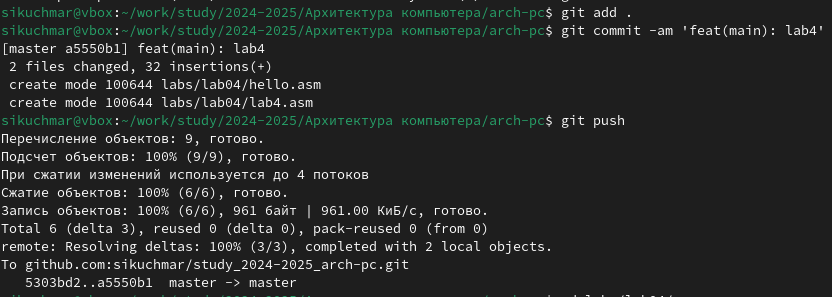 sikuchmar@vbox:~/work/study/2024-2025/Архитектура компьютера/arch-pc$ git add .
sikuchmar@vbox:~/work/study/2024-2025/Архитектура компьютера/arch-pc$ git commit -am 'feat(main): lab4'
[master a5550b1] feat(main): lab4
 2 files changed, 32 insertions(+)
 create mode 100644 labs/lab04/hello.asm
 create mode 100644 labs/lab04/lab4.asm
sikuchmar@vbox:~/work/study/2024-2025/Архитектура компьютера/arch-pc$ git push
Перечисление объектов: 9, готово.
Подсчет объектов: 100% (9/9), готово.
При сжатии изменений используется до 4 потоков
Сжатие объектов: 100% (6/6), готово.
Запись объектов: 100% (6/6), 961 байт | 961.00 КиБ/с, готово.
Total 6 (delta 3), reused 0 (delta 0), pack-reused 0 (from 0)
remote: Resolving deltas: 100% (3/3), completed with 2 local objects.
To github.com:sikuchmar/study_2024-2025_arch-pc.git
   5303bd2..a5550b1  master -> master